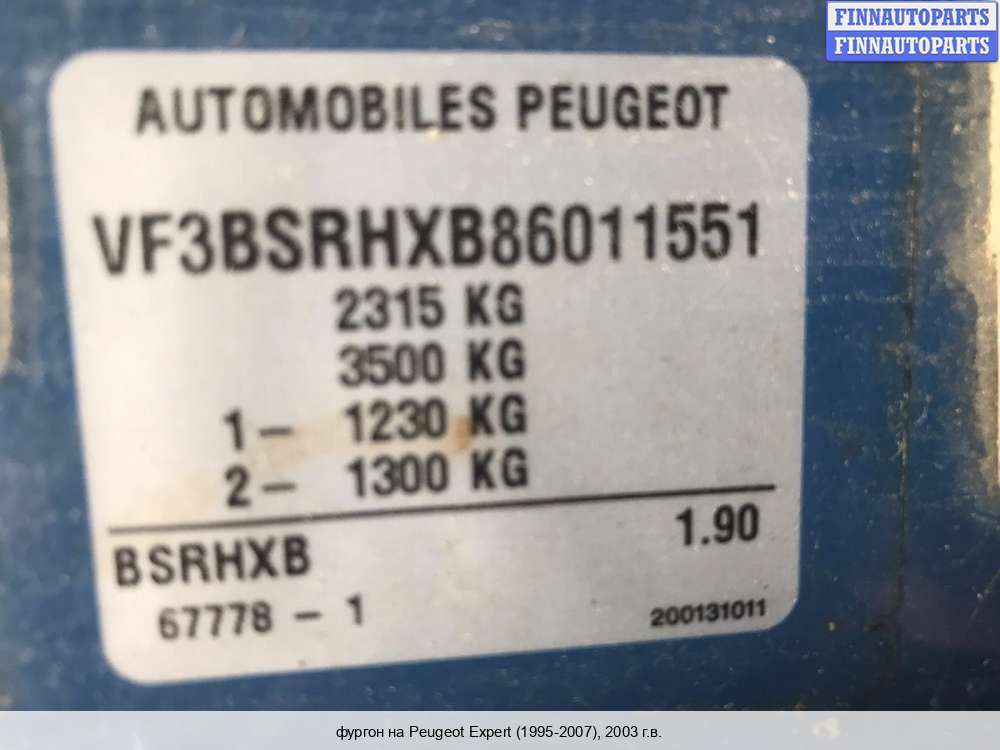 FINNAUTOPARTS
FINNAUTOPARTS
AUTOMOBILES PEUGEOT
VF3BSRHXB86011551
2315 KG
3500 KG
1 - 1230 KG
2 - 1300 KG
1.90
BSRHXB
67778 - 1
200131011
фургон на Peugeot Expert (1995-2007), 2003 г.в.